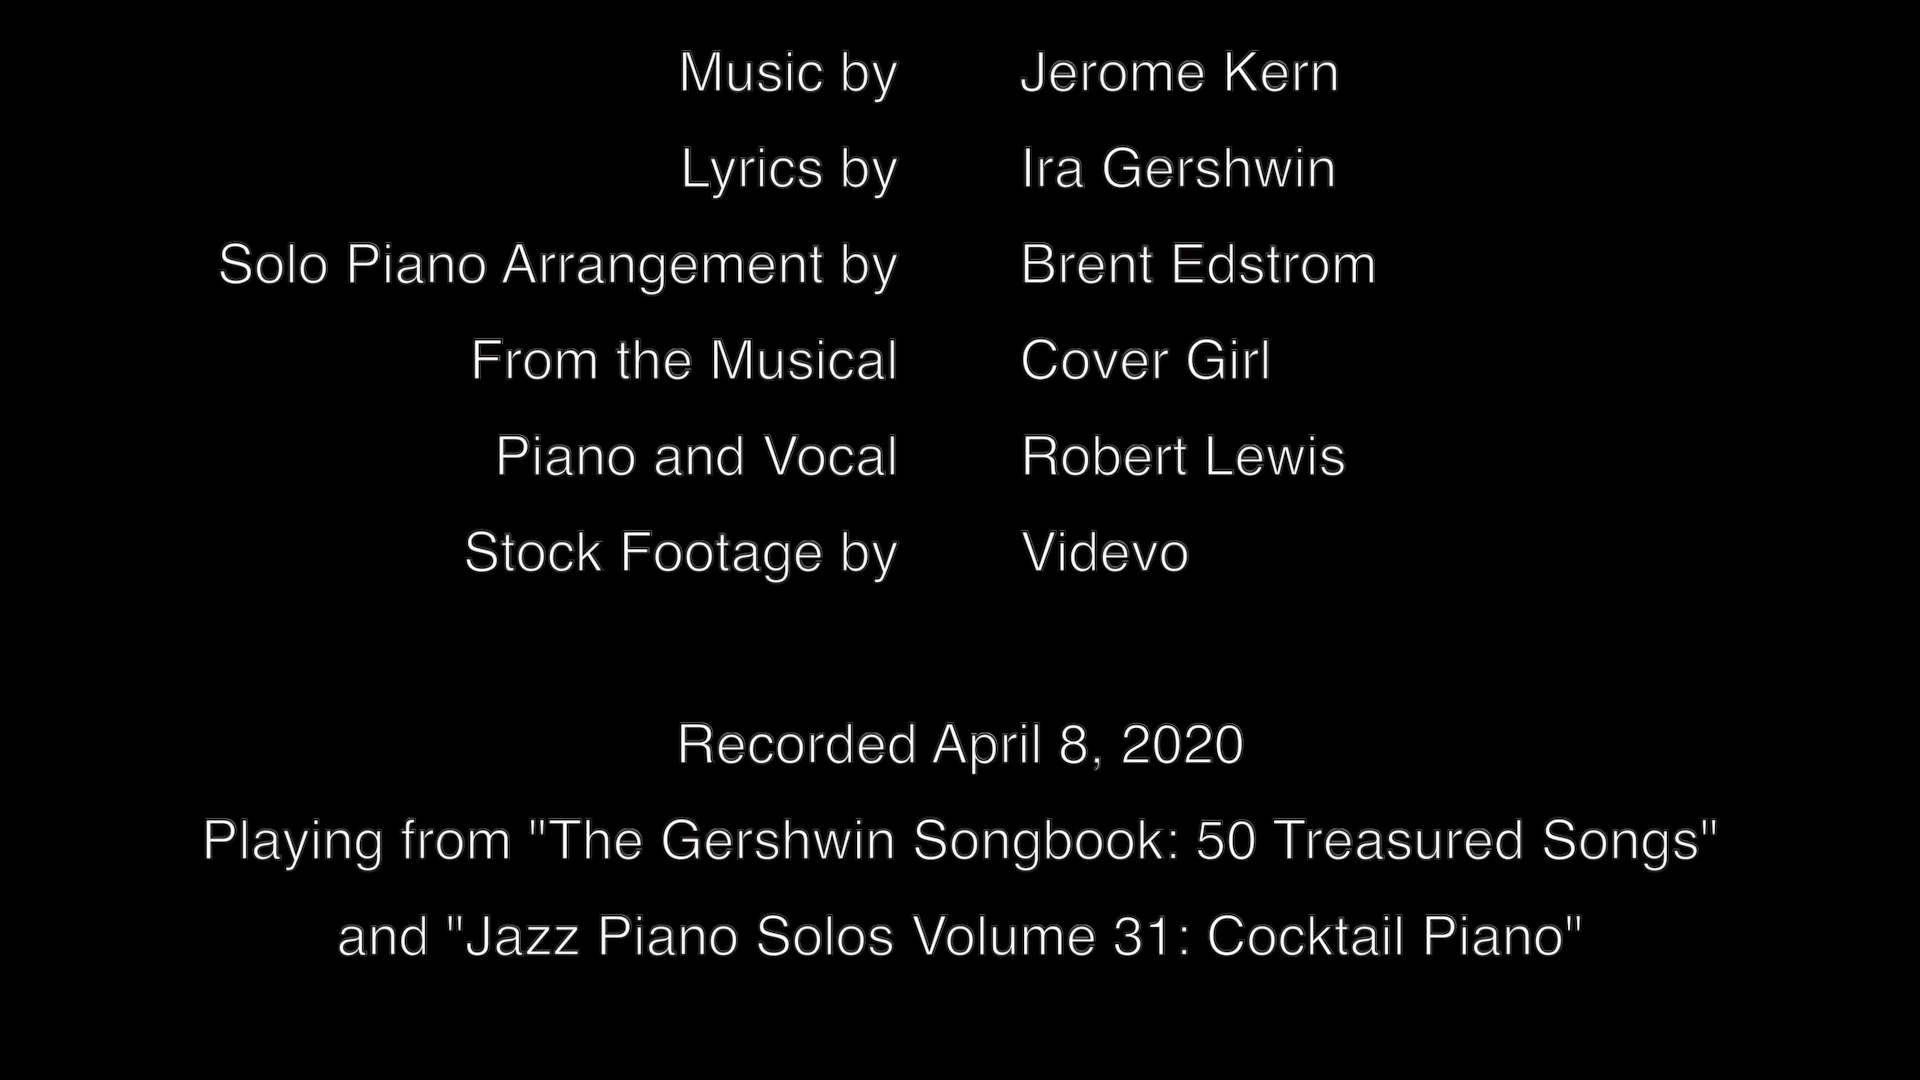 Music by Jerome Kern
Lyrics by Ira Gershwin
Solo Piano Arrangement by Brent Edstrom
From the Musical Cover Girl
Piano and Vocal Robert Lewis
Stock Footage by Videvo
Recorded April 8, 2020
Playing from "The Gershwin Songbook: 50 Treasured Songs"
and "Jazz Piano Solos Volume 31: Cocktail Piano"